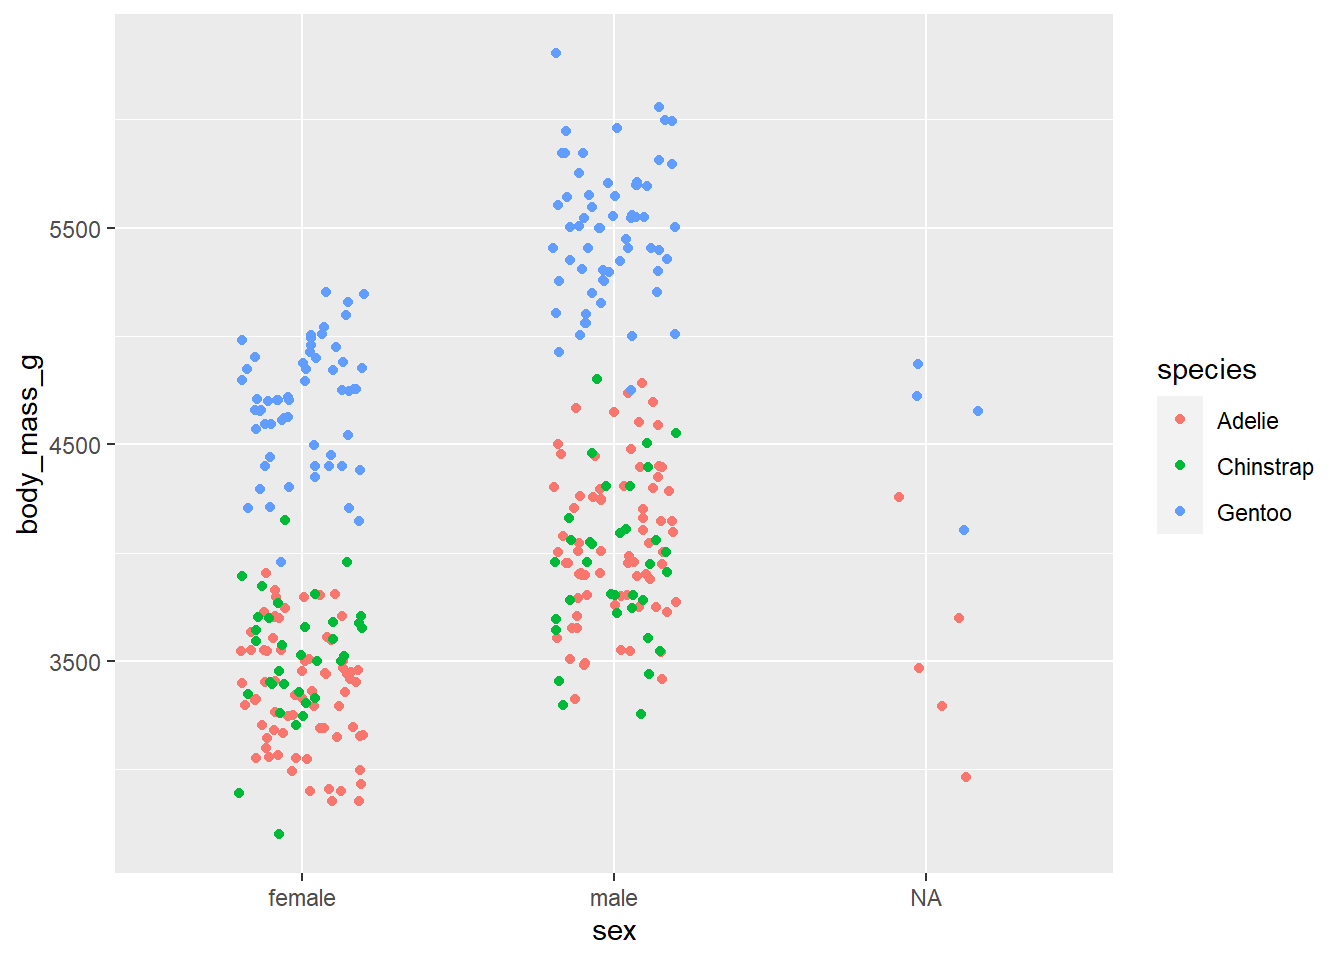 5500
4500
3500
body_mass_g
female
male
NA
sex
species
Adelie
Chinstrap
Gentoo